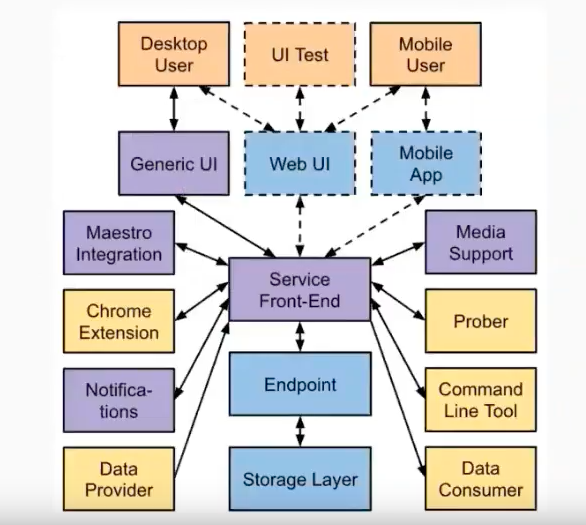 Desktop
User
UI Test
Mobile
User
Generic UI
Web UI
Mobile
App
Maestro
Integration
Media
Support
Service
Front-End
Chrome
Extension
Prober
Notifica-
tions
Endpoint
Command
Line Tool
Data
Provider
Storage Layer
Data
Consumer